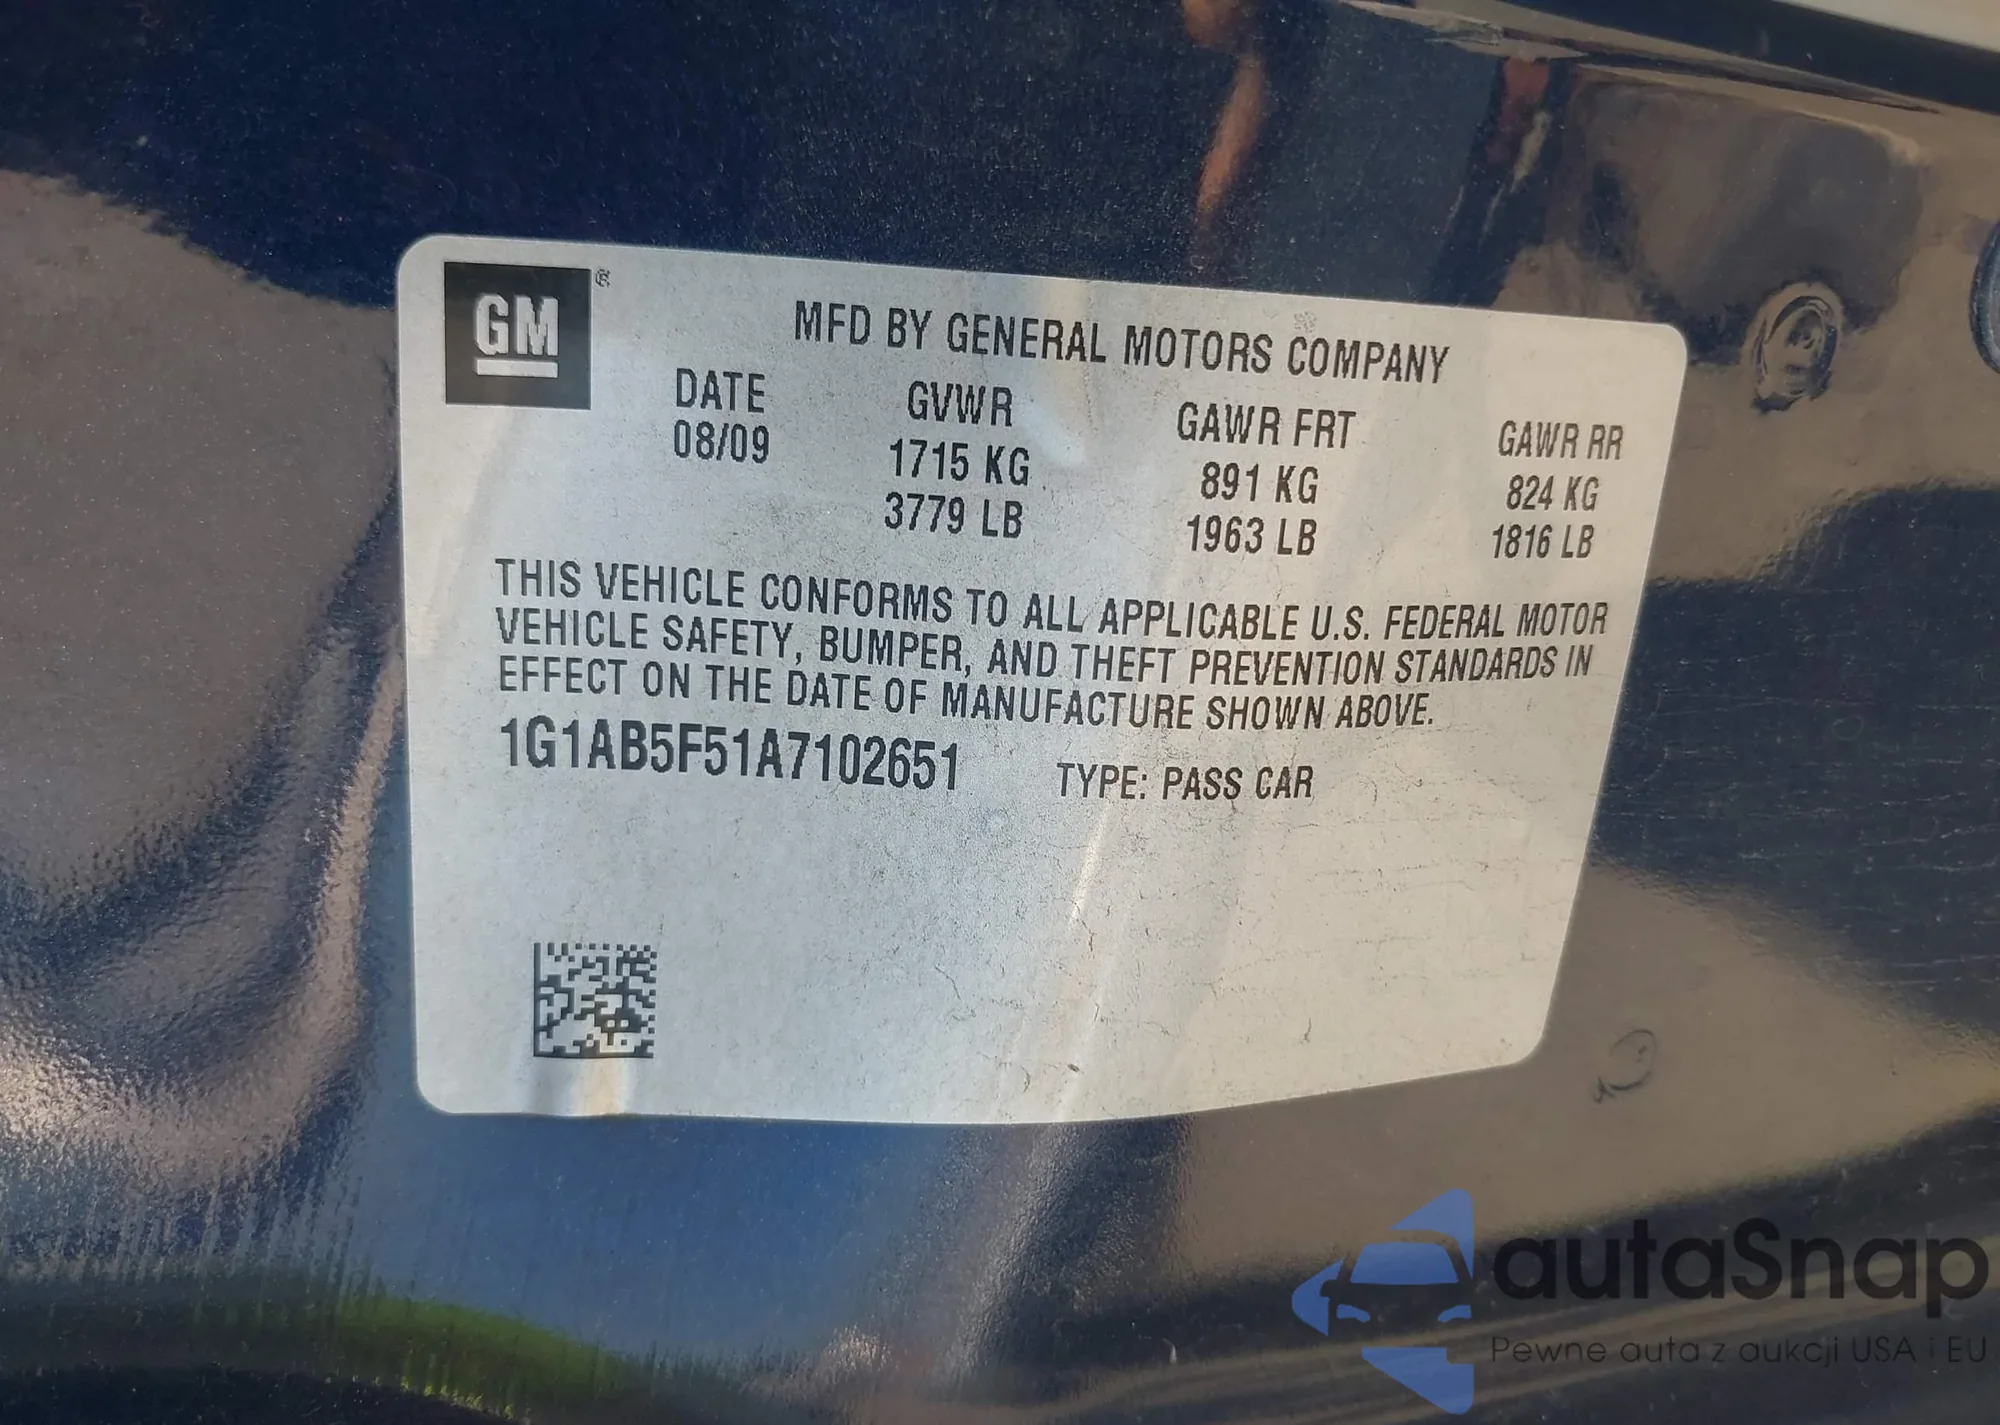 GM
MFD BY GENERAL MOTORS COMPANY
DATE GVWR GAWR FRT GAWR RR
08/09 1715 KG 891 KG 824 KG
3779 LB 1963 LB 1816 LB
THIS VEHICLE CONFORMS TO ALL APPLICABLE U.S. FEDERAL MOTOR
VEHICLE SAFETY, BUMPER, AND THEFT PREVENTION STANDARDS IN
EFFECT ON THE DATE OF MANUFACTURE SHOWN ABOVE.
1G1AB5F51A7102651 TYPE: PASS CAR
autaSnap
Pewne auta z aukcji USA i EU